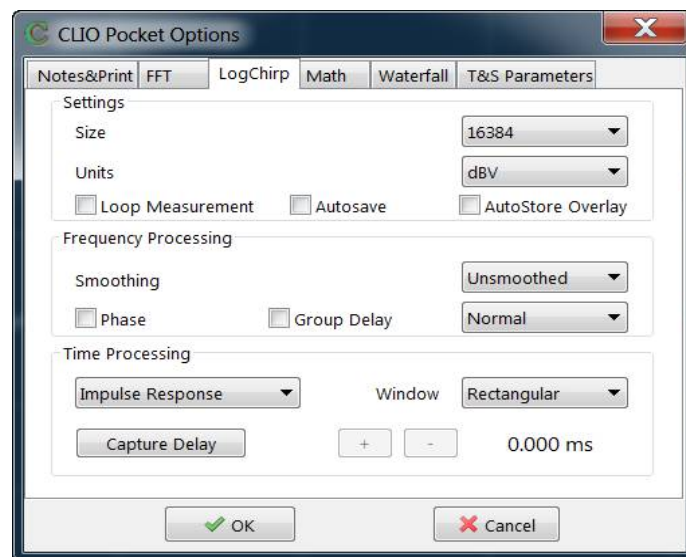 CLIO Pocket Options
Notes&Print FFT LogChirp Math Waterfall T&S Parameters
Settings
Size 16384
Units dBV
Loop Measurement Autosave AutoStore Overlay
Frequency Processing
Smoothing Unsmoothed
Phase Group Delay Normal
Time Processing
Impulse Response Window Rectangular
Capture Delay + - 0.000 ms
OK Cancel